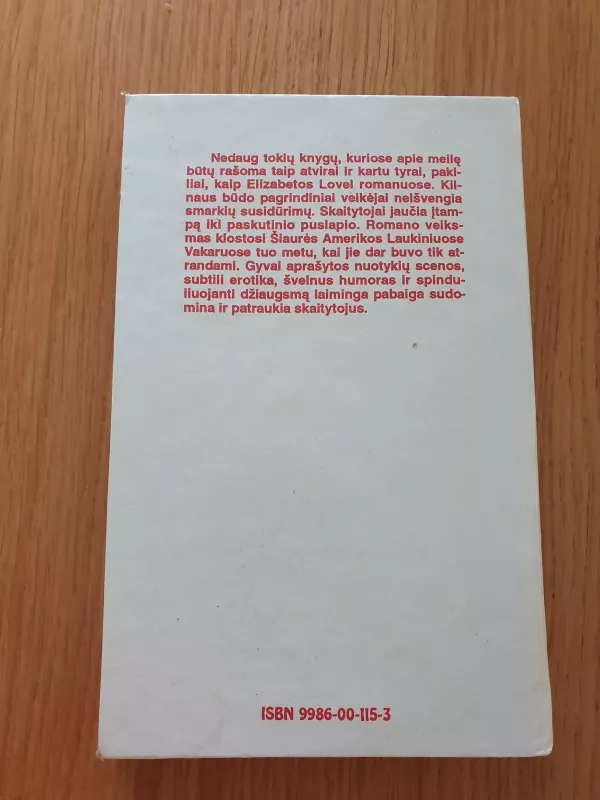 Nedaug tokių knygų, kuriose apie meilę
būtų rašoma taip atvirai ir kartu tyrai, paki-
liai, kaip Elizabetos Lovel romanuose. Kil-
naus būdo pagrindiniai veikėjai neišvengia
smarkių susidūrimų. Skaitytojai jaučia įtam-
pą iki paskutinio puslapio. Romano veiks-
mas klostosi Šiaurės Amerikos Laukiniuose
Vakaruose tuo metu, kai jie dar buvo tik at-
randami. Gyvai aprašytos nuotykių scenos,
subtili erotika, švelnus humoras ir spindu-
liuojanti džiaugsmą laiminga pabaiga sudo-
mina ir patraukia skaitytojus.
ISBN 9986-00-115-3